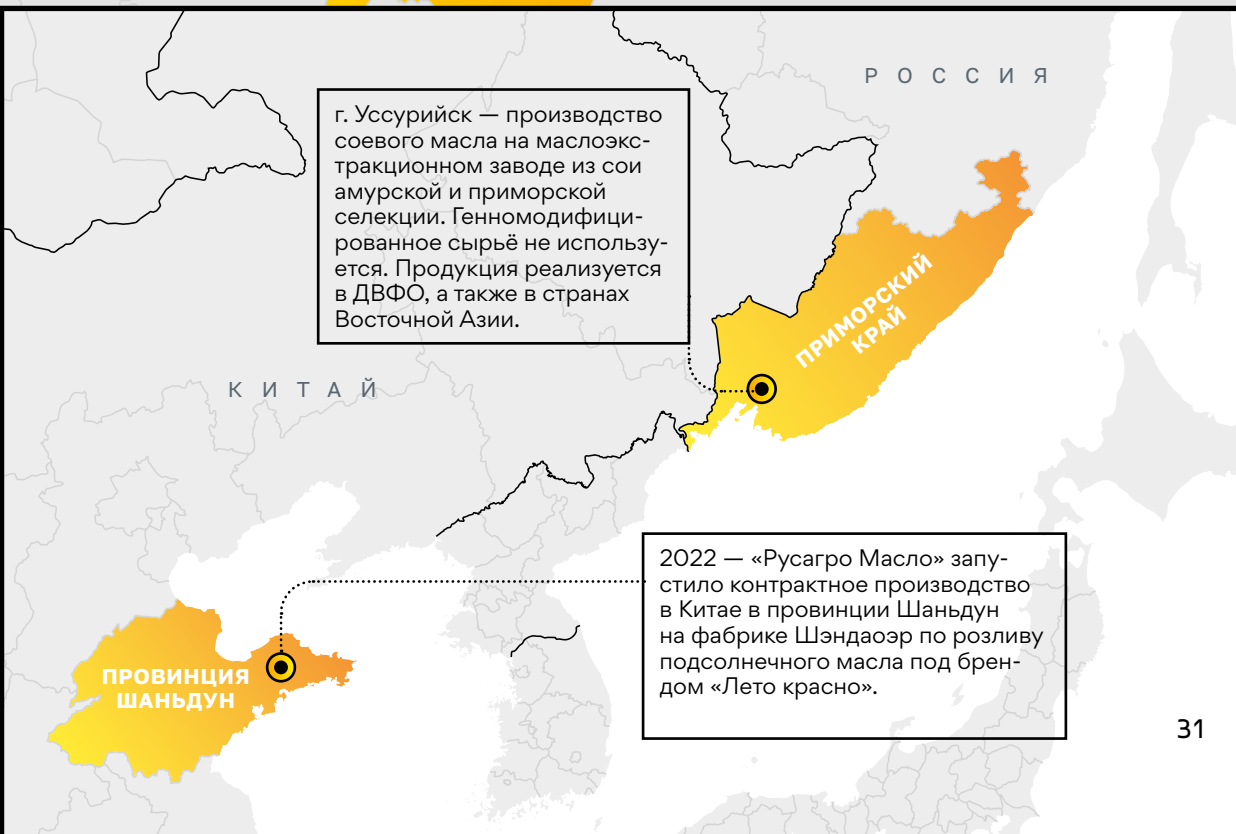 РОССИЯ
г. Уссурийск — производство
соевого масла на маслоэкс-
тракционном заводе из сои
амурской и приморской
селекции. Генномодифици-
рованное сырьё не использу-
ется. Продукция реализуется
в ДВФО, а также в странах
Восточной Азии.
ПРИМОРСКИЙ
КРАЙ
КИТАЙ
2022 — «Русагро Масло» запу-
стило контрактное производство
в Китае в провинции Шаньдун
на фабрике Шэндаоэр по розливу
подсолнечного масла под брен-
дом «Лето красно».
ПРОВИНЦИЯ
ШАНЬДУН
31